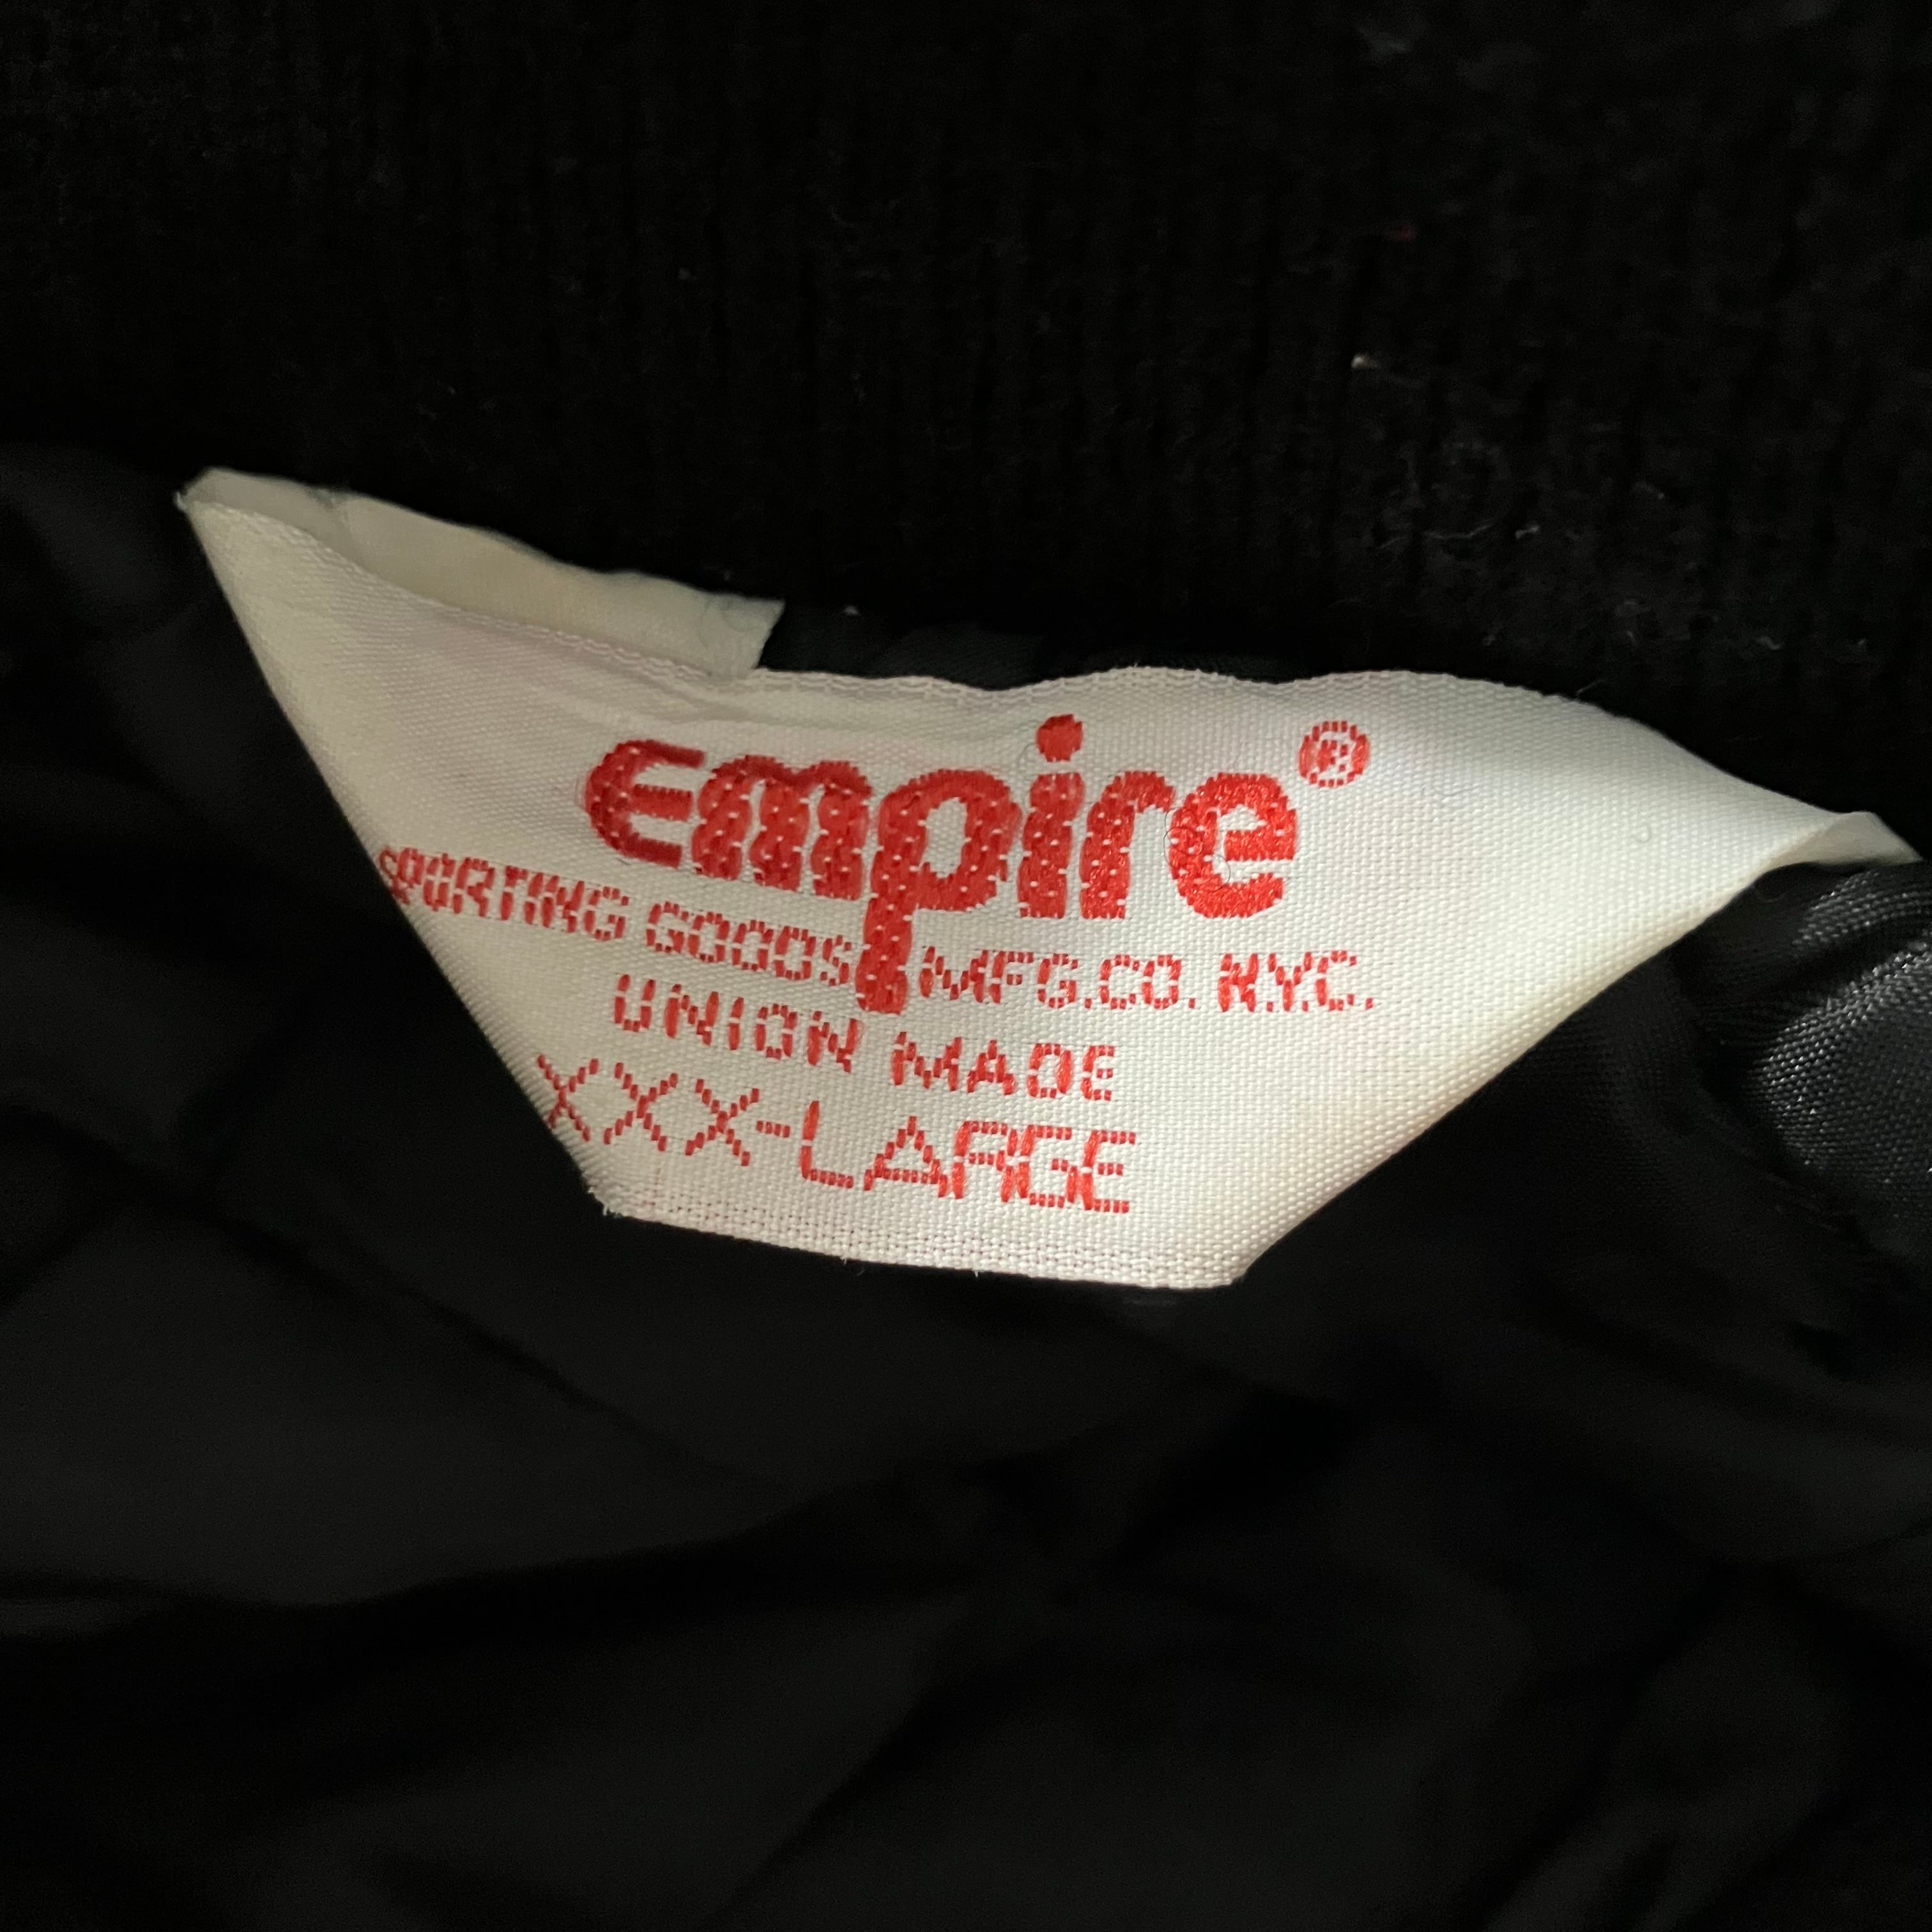 empire®
SPORTING GOODS MFG.CO. N.Y.C.
UNION MADE
XXX-LARGE